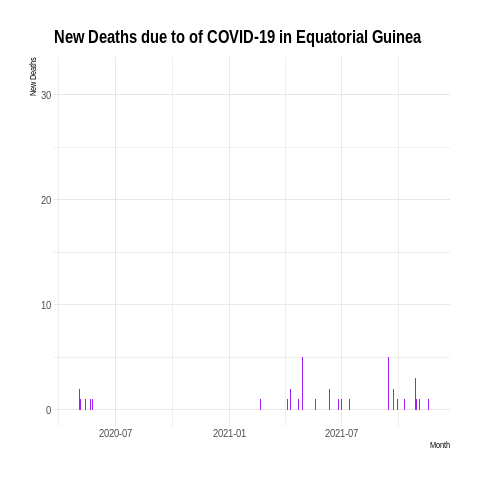 New Deaths due to of COVID-19 in Equatorial Guinea
New Deaths
30
20
10
0
2020-07 2021-01 2021-07
Month